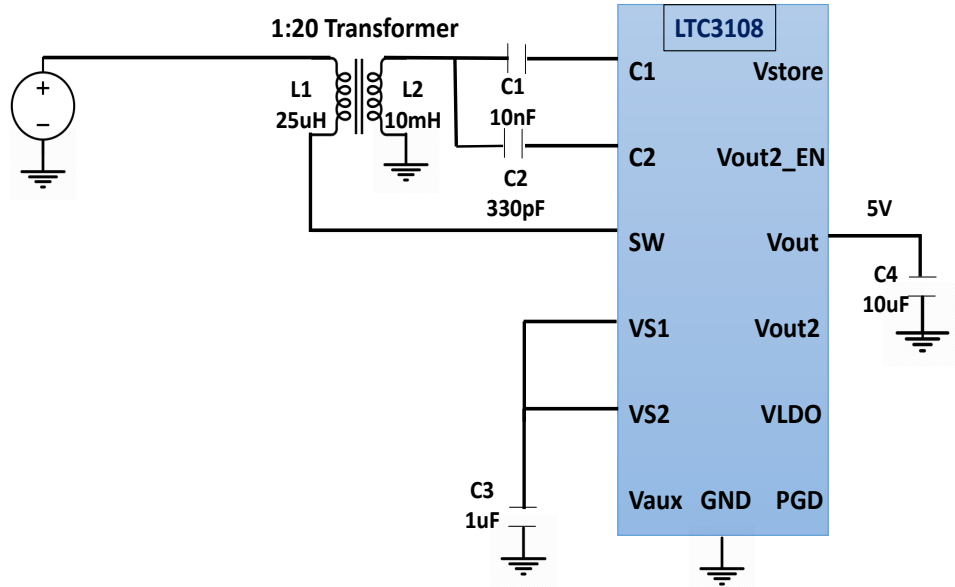 1:20 Transformer
LTC3108
+
−
L1
25uH
L2
10mH
C1
10nF
C2
330pF
C1
Vstore
C2
Vout2_EN
SW
Vout
5V
C4
10uF
VS1
Vout2
VS2
VLDO
C3
1uF
Vaux
GND
PGD